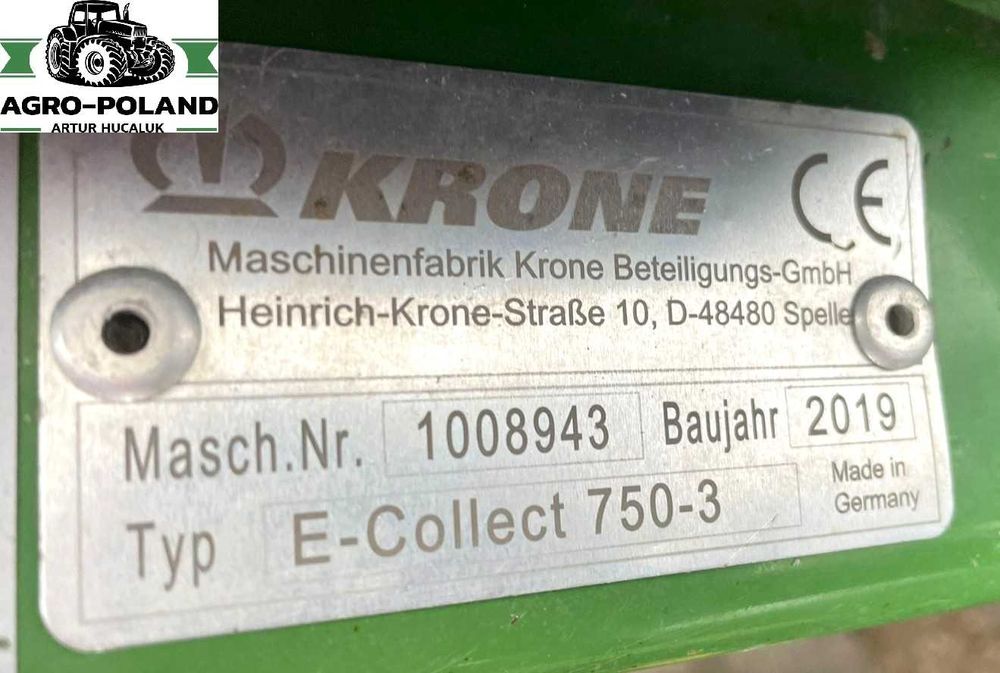 AGRO-POLAND
ARTUR HUCALUK
KRONE
CE
Maschinenfabrik Krone Beteiligungs-GmbH
Heinrich-Krone-Straße 10, D-48480 Spelle
Masch.Nr. 1008943 Baujahr 2019
Typ E-Collect 750-3
Made in
Germany